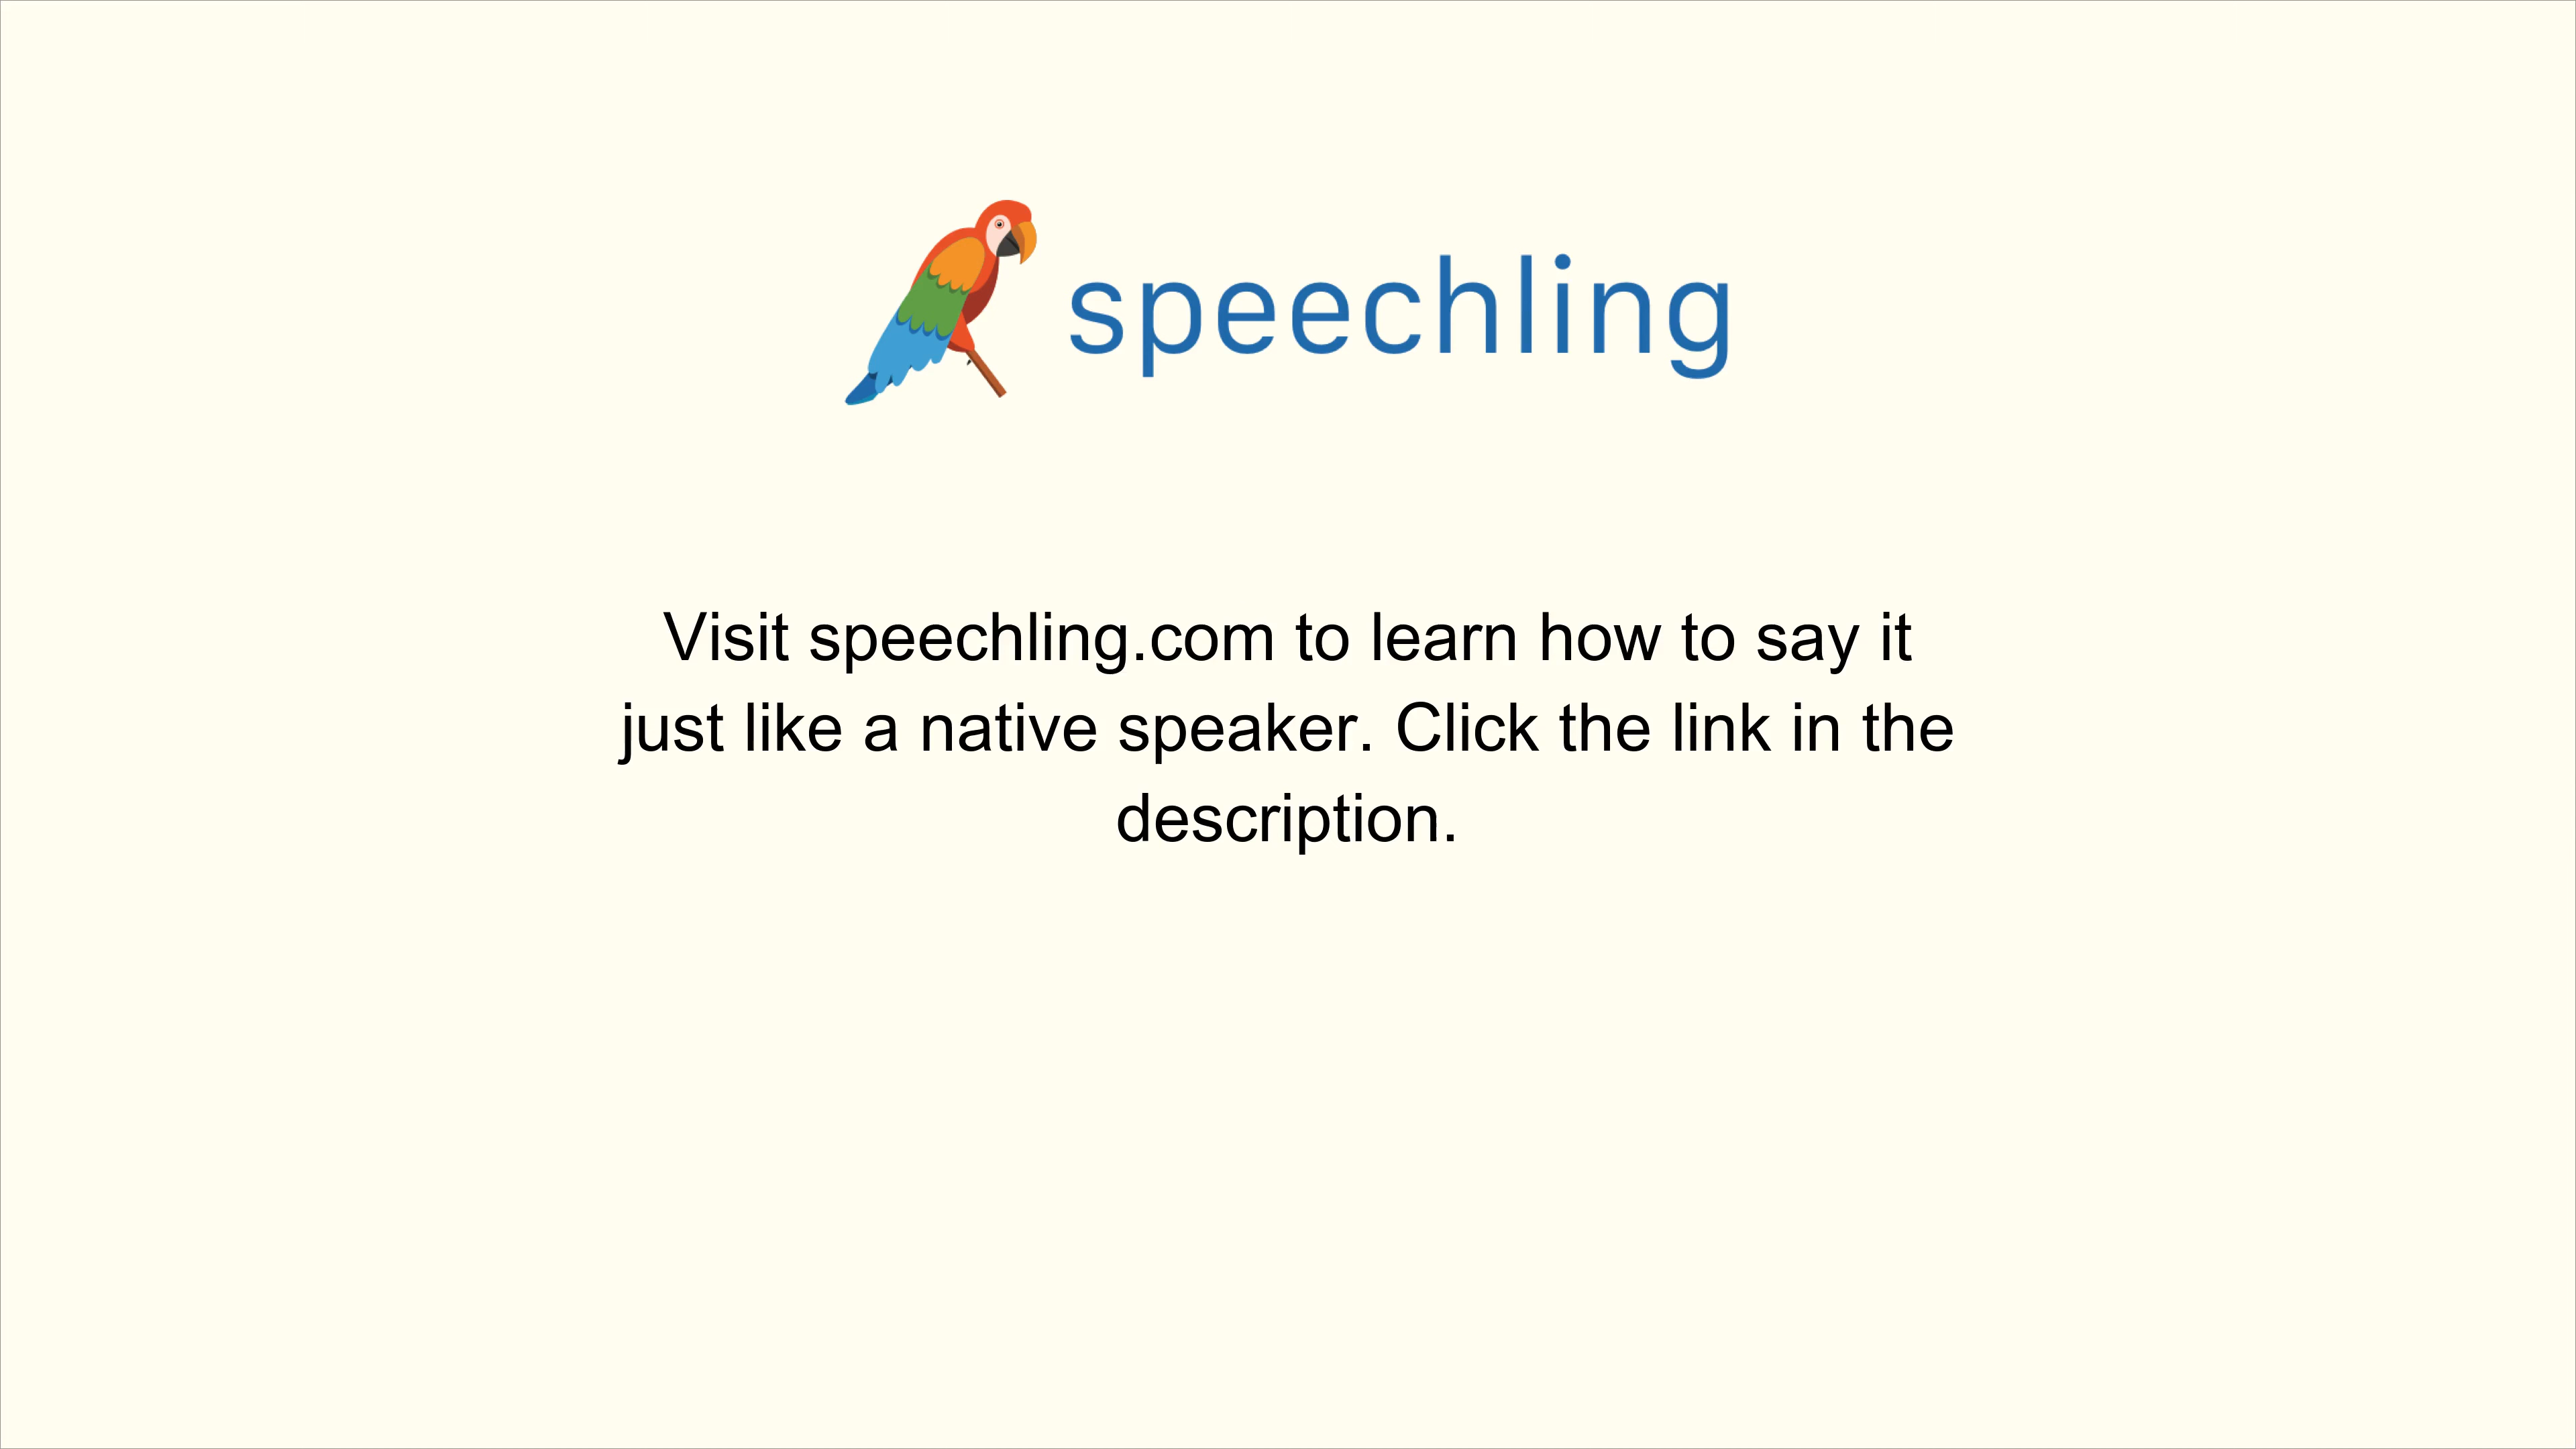 speechling
Visit speechling.com to learn how to say it
just like a native speaker. Click the link in the
description.